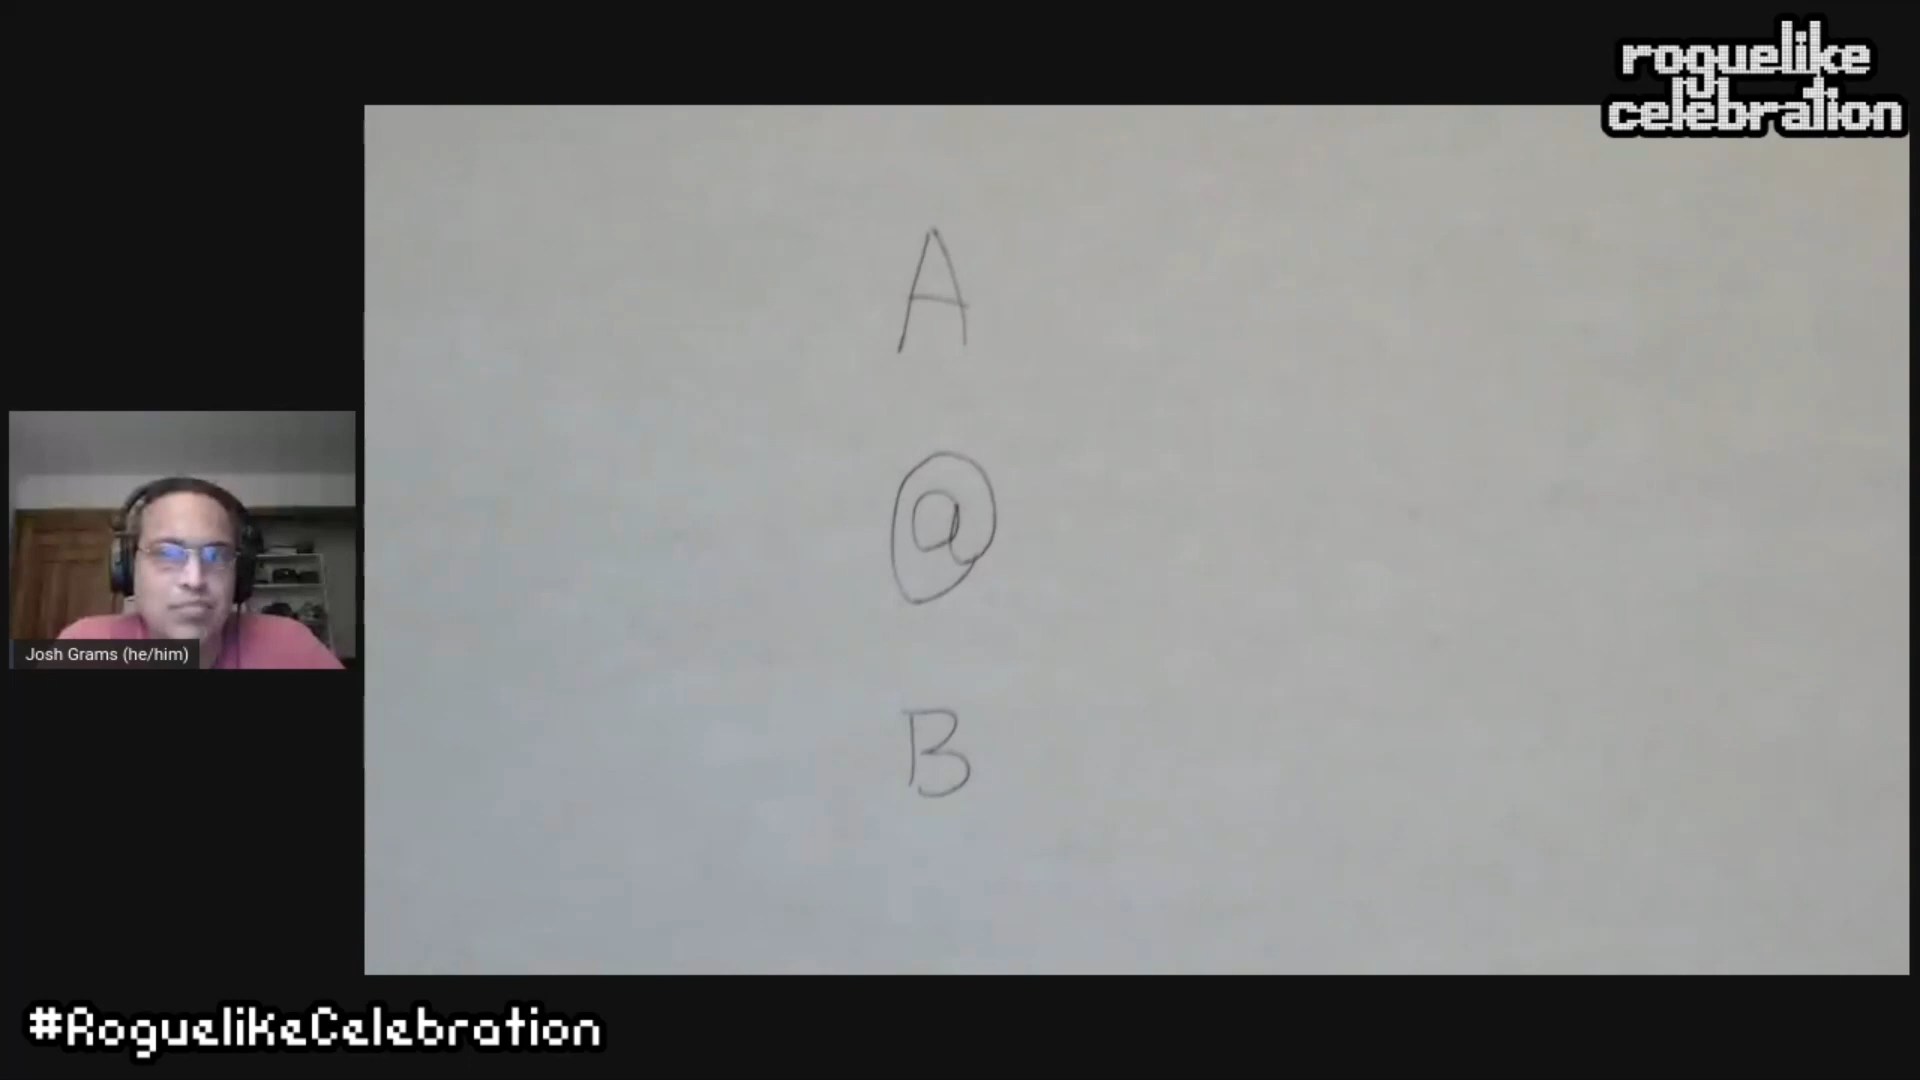 roguelike
celebration
A
@
B
Josh Grams (he/him)
#RoguelikeCelebration